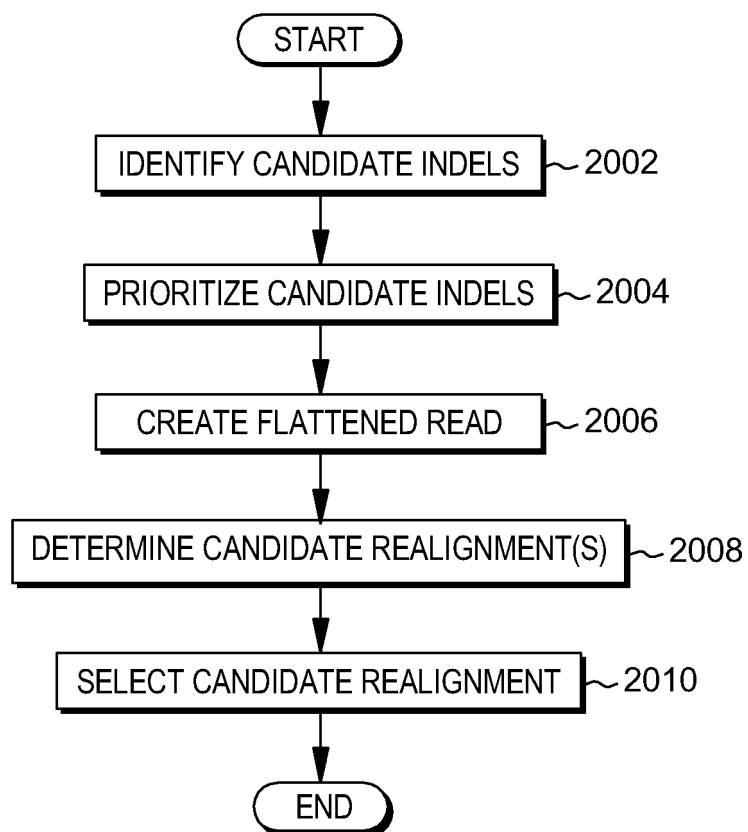 START
IDENTIFY CANDIDATE INDELS 2002
PRIORITIZE CANDIDATE INDELS 2004
CREATE FLATTENED READ 2006
DETERMINE CANDIDATE REALIGNMENT(S) 2008
SELECT CANDIDATE REALIGNMENT 2010
END